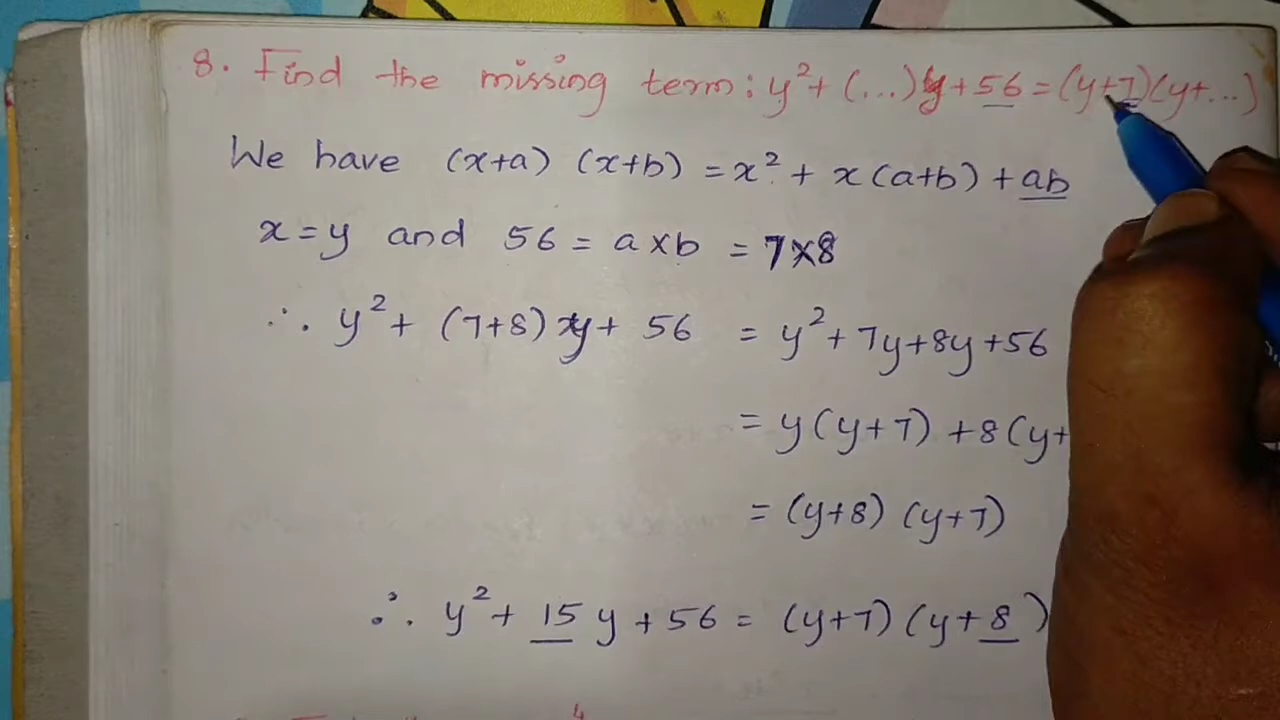 8. Find the missing term: y² + (...) y + 56 = (y+7)(y+...)
We have (x+a) (x+b) = x² + x(a+b) + ab
x = y and 56 = a×b = 7×8
∴ y² + (7+8) y + 56 = y² + 7y + 8y + 56
= y(y+7) + 8(y+
= (y+8) (y+7)
∴ y² + 15 y + 56 = (y+7) (y+8)
4